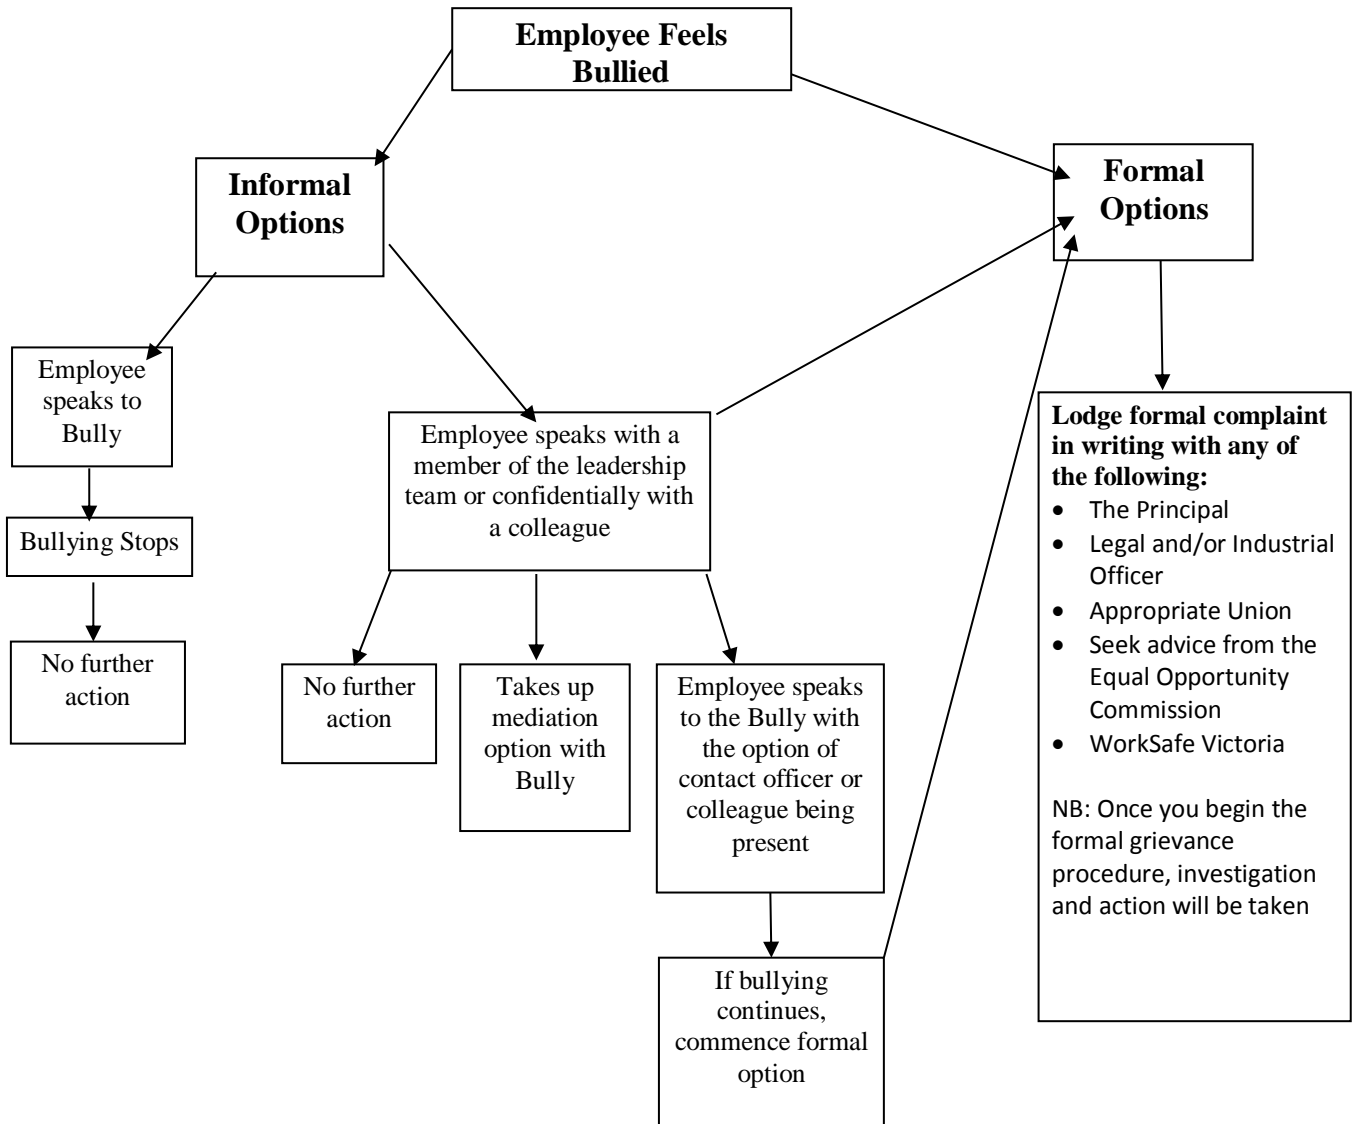 Employee Feels
Bullied
Informal
Options
Formal
Options
Employee
speaks to
Bully
Bullying Stops
No further
action
Employee speaks with a
member of the leadership
team or confidentially with
a colleague
No further
action
Takes up
mediation
option with
Bully
Employee speaks
to the Bully with
the option of
contact officer or
colleague being
present
If bullying
continues,
commence formal
option
Lodge formal complaint
in writing with any of
the following:
• The Principal
• Legal and/or Industrial
Officer
• Appropriate Union
• Seek advice from the
Equal Opportunity
Commission
• WorkSafe Victoria
NB: Once you begin the
formal grievance
procedure, investigation
and action will be taken